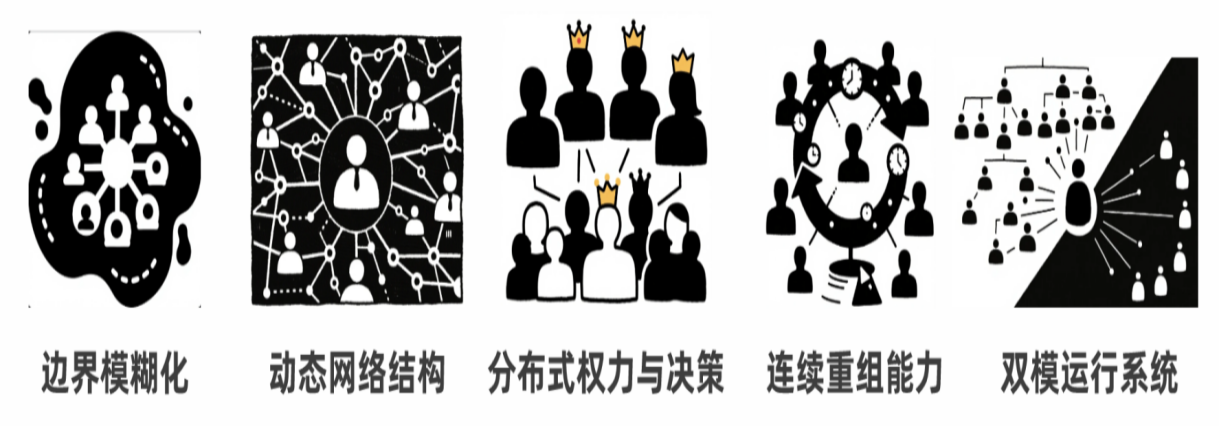 边界模糊化
动态网络结构
分布式权力与决策
连续重组能力
双模运行系统